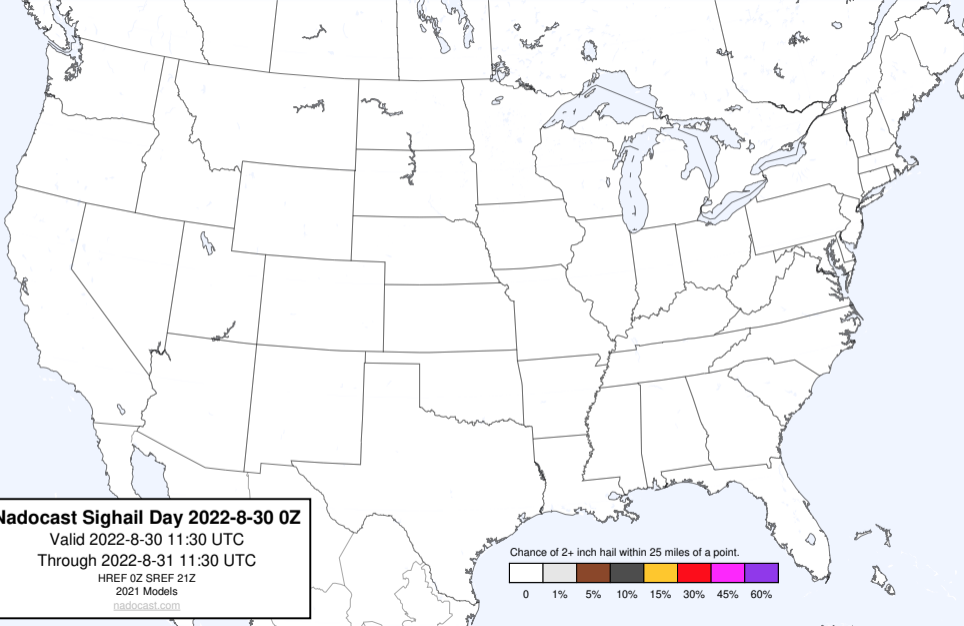 Nadocast Sighail Day 2022-8-30 0Z
Valid 2022-8-30 11:30 UTC
Through 2022-8-31 11:30 UTC
HREF 0Z SREF 21Z
2021 Models
nadocast.com
Chance of 2+ inch hail within 25 miles of a point.
0 1% 5% 10% 15% 30% 45% 60%